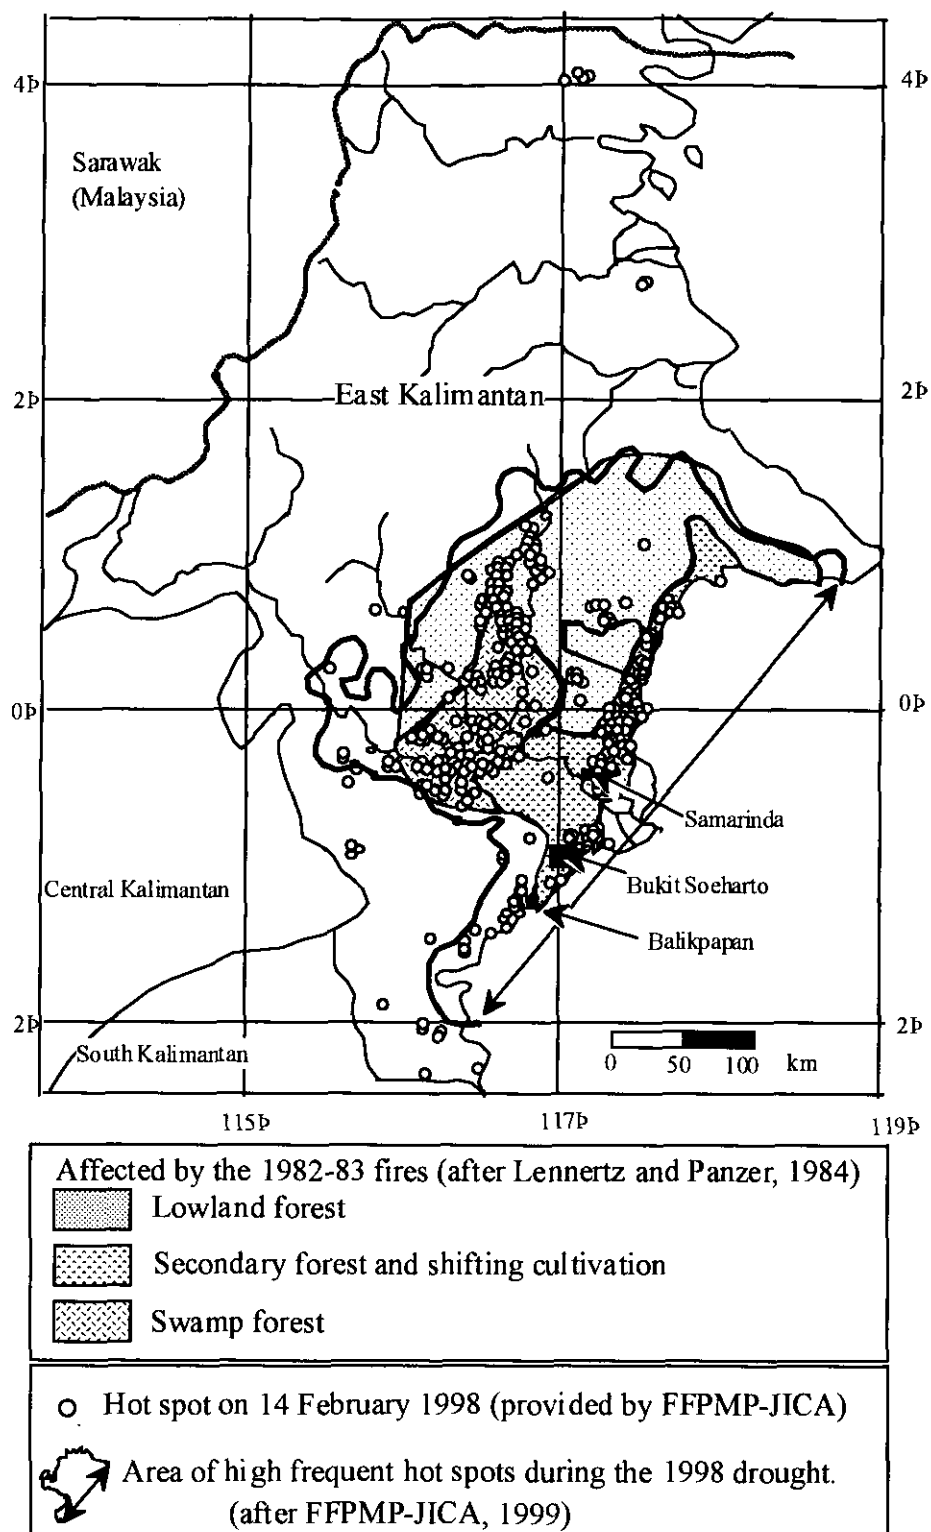 4Þ
4Þ
Sarawak
(Malaysia)
2Þ
East Kalimantan
2Þ
0Þ
0Þ
Samarinda
Central Kalimantan
Bukit Soeharto
Balikpapan
2Þ
2Þ
South Kalimantan
0 50 100 km
115Þ
117Þ
119Þ
Affected by the 1982-83 fires (after Lennertz and Panzer, 1984)
Lowland forest
Secondary forest and shifting cultivation
Swamp forest
Hot spot on 14 February 1998 (provided by FFPMP-JICA)
Area of high frequent hot spots during the 1998 drought.
(after FFPMP-JICA, 1999)